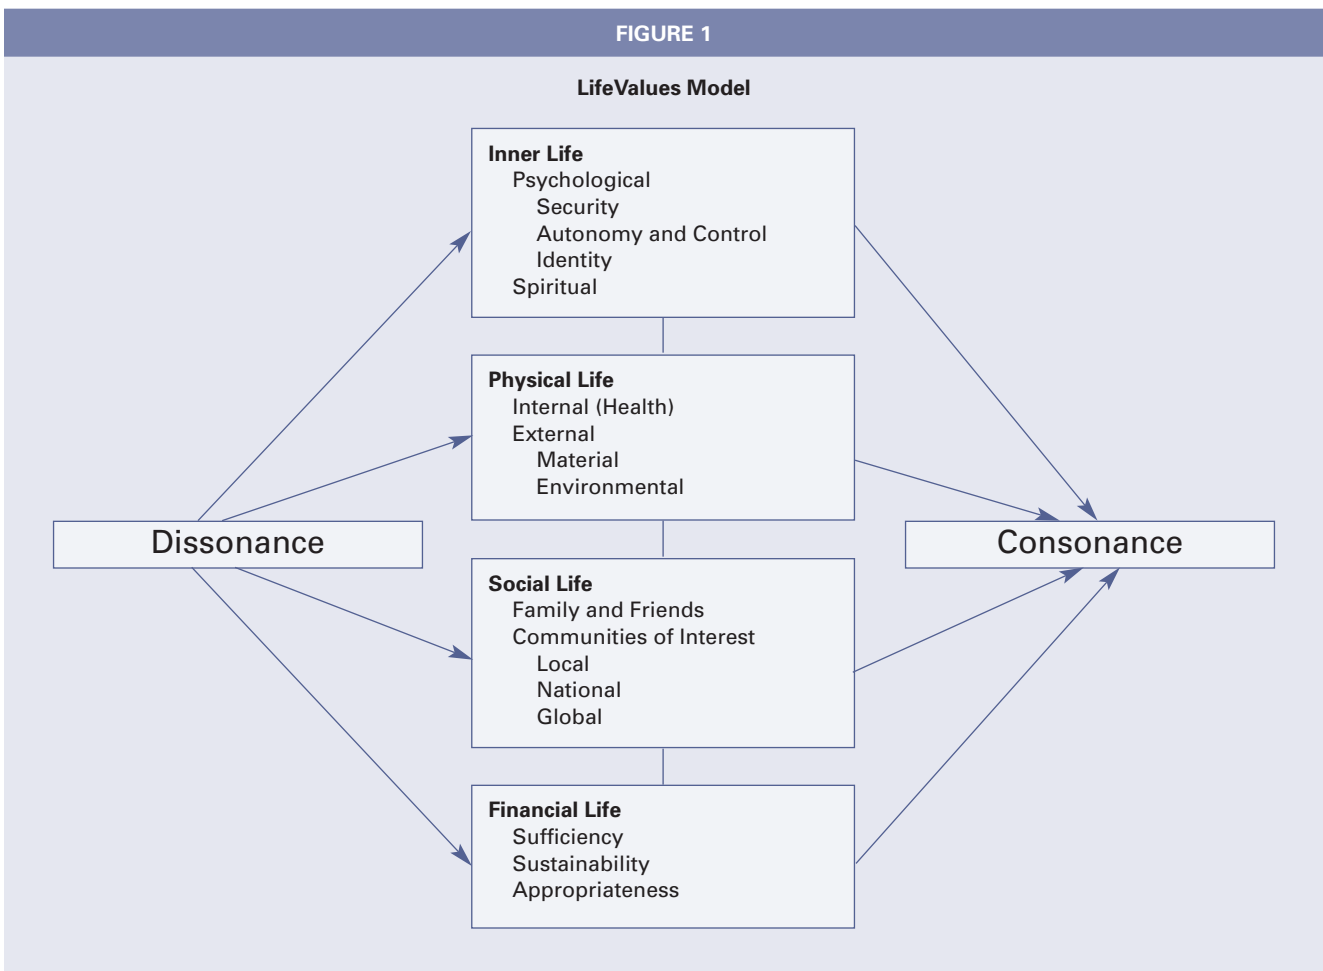 FIGURE 1
LifeValues Model
Inner Life
Psychological
Security
Autonomy and Control
Identity
Spiritual
Physical Life
Internal (Health)
External
Material
Environmental
Dissonance
Consonance
Social Life
Family and Friends
Communities of Interest
Local
National
Global
Financial Life
Sufficiency
Sustainability
Appropriateness